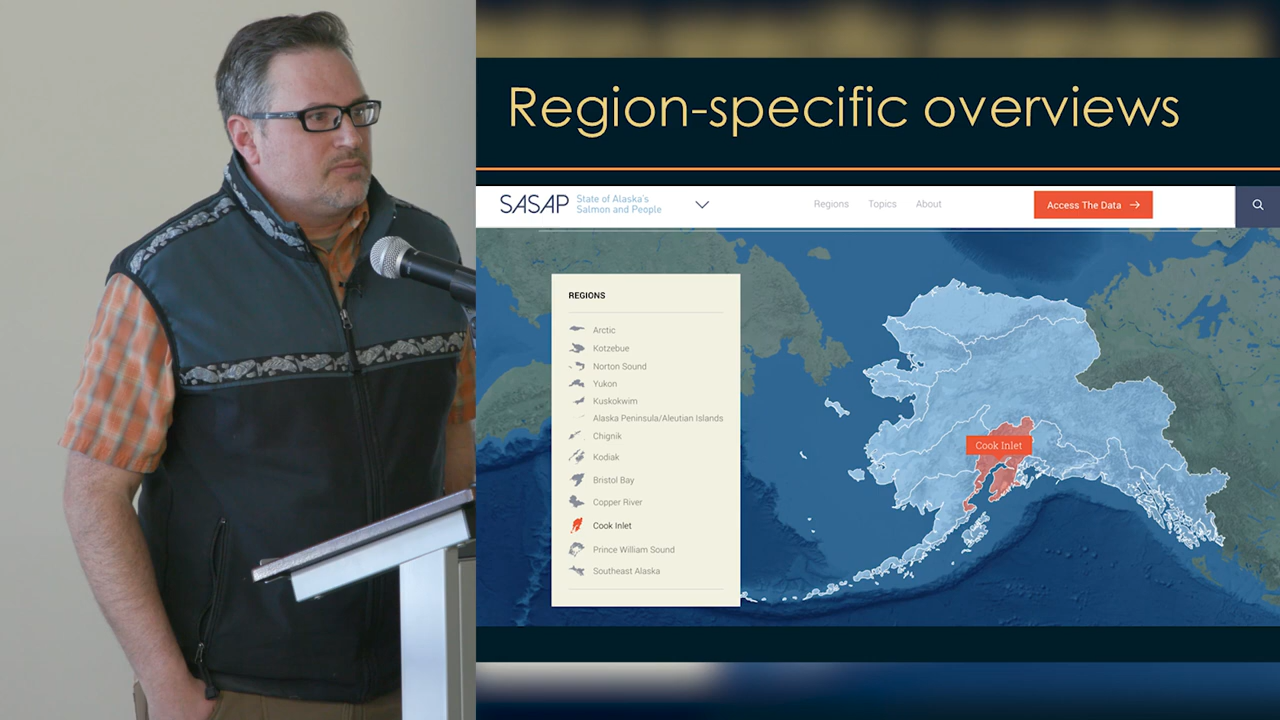 Region-specific overviews
SASAP State of Alaska's
Salmon and People
Regions Topics About
Access The Data →
REGIONS
Arctic
Kotzebue
Norton Sound
Yukon
Kuskokwim
Alaska Peninsula/Aleutian Islands
Chignik
Kodiak
Bristol Bay
Copper River
Cook Inlet
Prince William Sound
Southeast Alaska
Cook Inlet